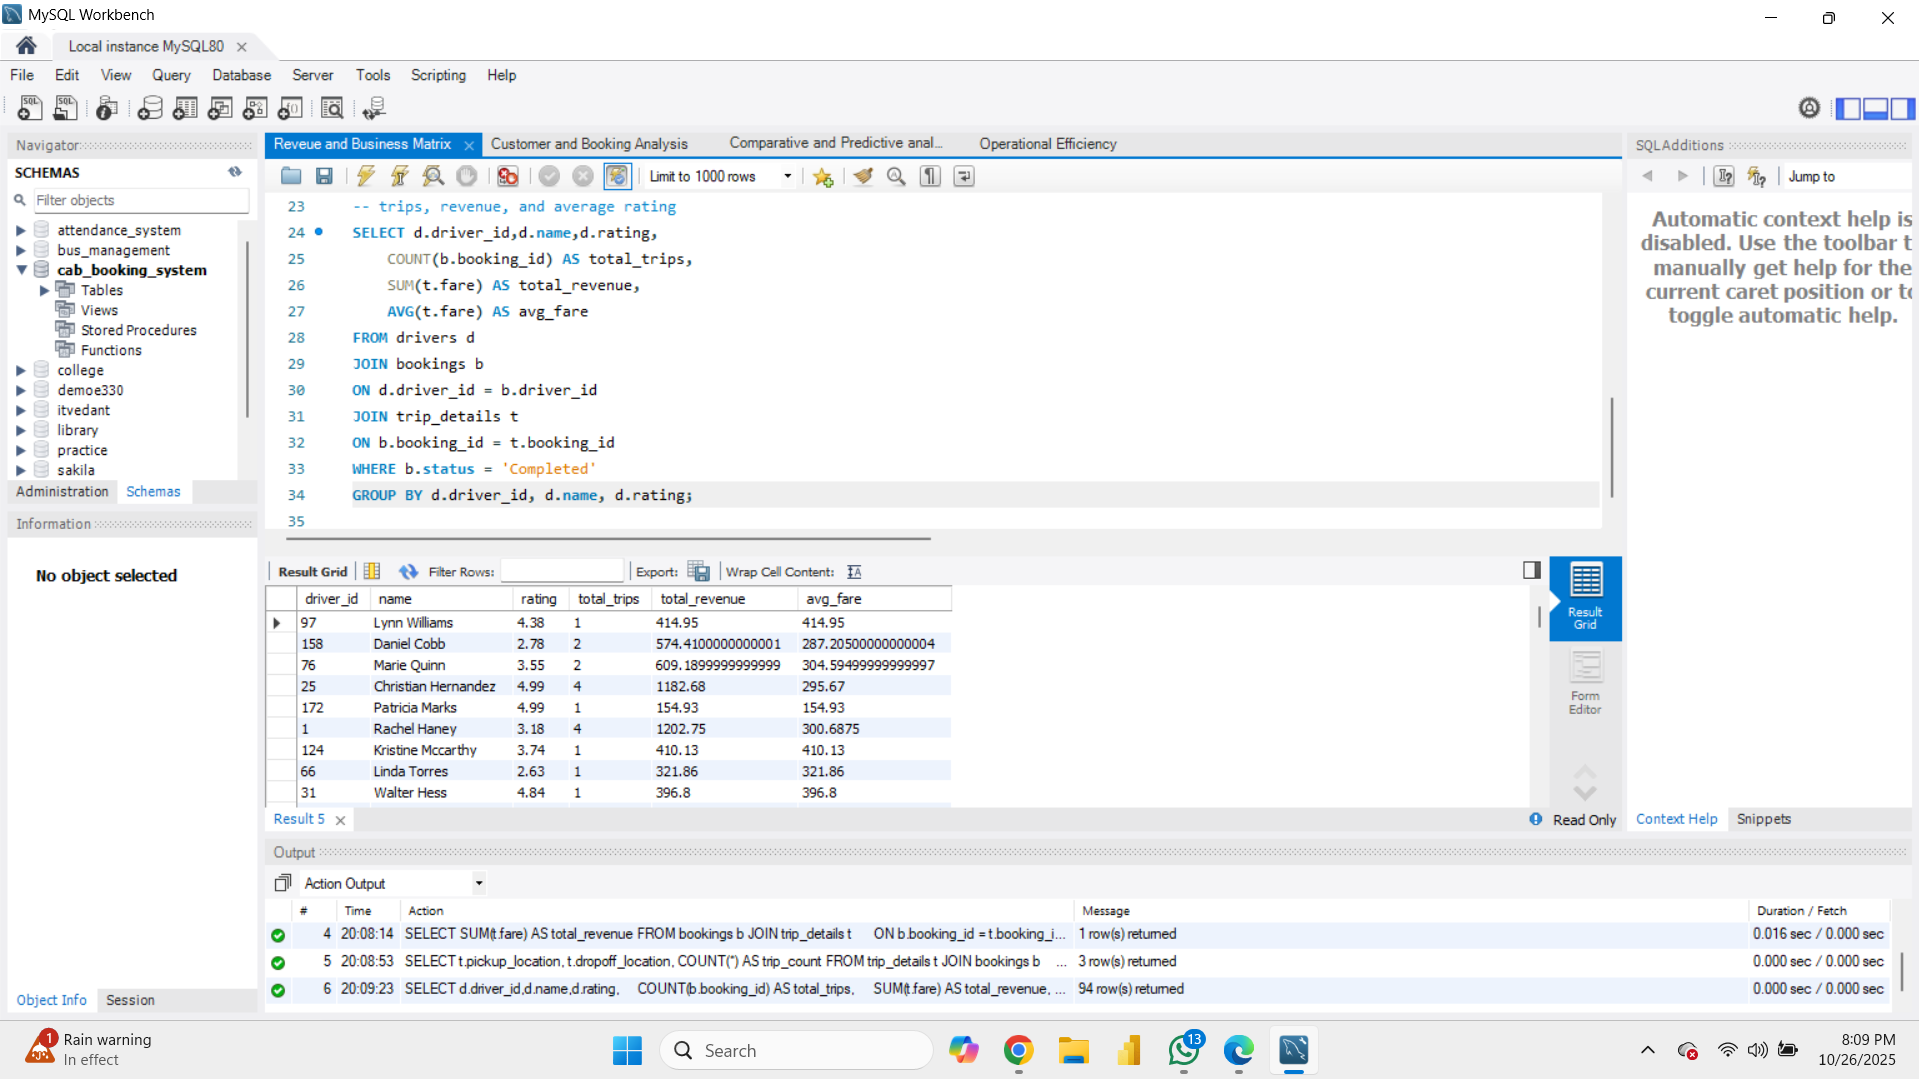 MySQL Workbench
Local instance MySQL80
File Edit View Query Database Server Tools Scripting Help
Navigator
SCHEMAS
Filter objects
attendance_system
bus_management
cab_booking_system
Tables
Views
Stored Procedures
Functions
college
demoe330
itvedant
library
practice
sakila
Administration Schemas
Information
No object selected
Object Info Session
Reveue and Business Matrix Customer and Booking Analysis Comparative and Predictive anal... Operational Efficiency
Limit to 1000 rows
23 -- trips, revenue, and average rating
24 SELECT d.driver_id,d.name,d.rating,
25 COUNT(b.booking_id) AS total_trips,
26 SUM(t.fare) AS total_revenue,
27 AVG(t.fare) AS avg_fare
28 FROM drivers d
29 JOIN bookings b
30 ON d.driver_id = b.driver_id
31 JOIN trip_details t
32 ON b.booking_id = t.booking_id
33 WHERE b.status = 'Completed'
34 GROUP BY d.driver_id, d.name, d.rating;
35
Result Grid Filter Rows: Export: Wrap Cell Content:
driver_id name rating total_trips total_revenue avg_fare
97 Lynn Williams 4.38 1 414.95 414.95
158 Daniel Cobb 2.78 2 574.4100000000001 287.20500000000004
76 Marie Quinn 3.55 2 609.1899999999999 304.59499999999997
25 Christian Hernandez 4.99 4 1182.68 295.67
172 Patricia Marks 4.99 1 154.93 154.93
1 Rachel Haney 3.18 4 1202.75 300.6875
124 Kristine Mccarthy 3.74 1 410.13 410.13
66 Linda Torres 2.63 1 321.86 321.86
31 Walter Hess 4.84 1 396.8 396.8
Result Grid
Form Editor
Result 5
Read Only
SQLAdditions
Jump to
Automatic context help is
disabled. Use the toolbar t
manually get help for the
current caret position or to
toggle automatic help.
Context Help Snippets
Output
Action Output
# Time Action Message Duration / Fetch
4 20:08:14 SELECT SUM(t.fare) AS total_revenue FROM bookings b JOIN trip_details t ON b.booking_id = t.booking_i... 1 row(s) returned 0.016 sec / 0.000 sec
5 20:08:53 SELECT t.pickup_location, t.dropoff_location, COUNT(*) AS trip_count FROM trip_details t JOIN bookings b ... 3 row(s) returned 0.000 sec / 0.000 sec
6 20:09:23 SELECT d.driver_id,d.name,d.rating, COUNT(b.booking_id) AS total_trips, SUM(t.fare) AS total_revenue, ... 94 row(s) returned 0.000 sec / 0.000 sec
1
Rain warning
In effect
Search
13
8:09 PM
10/26/2025